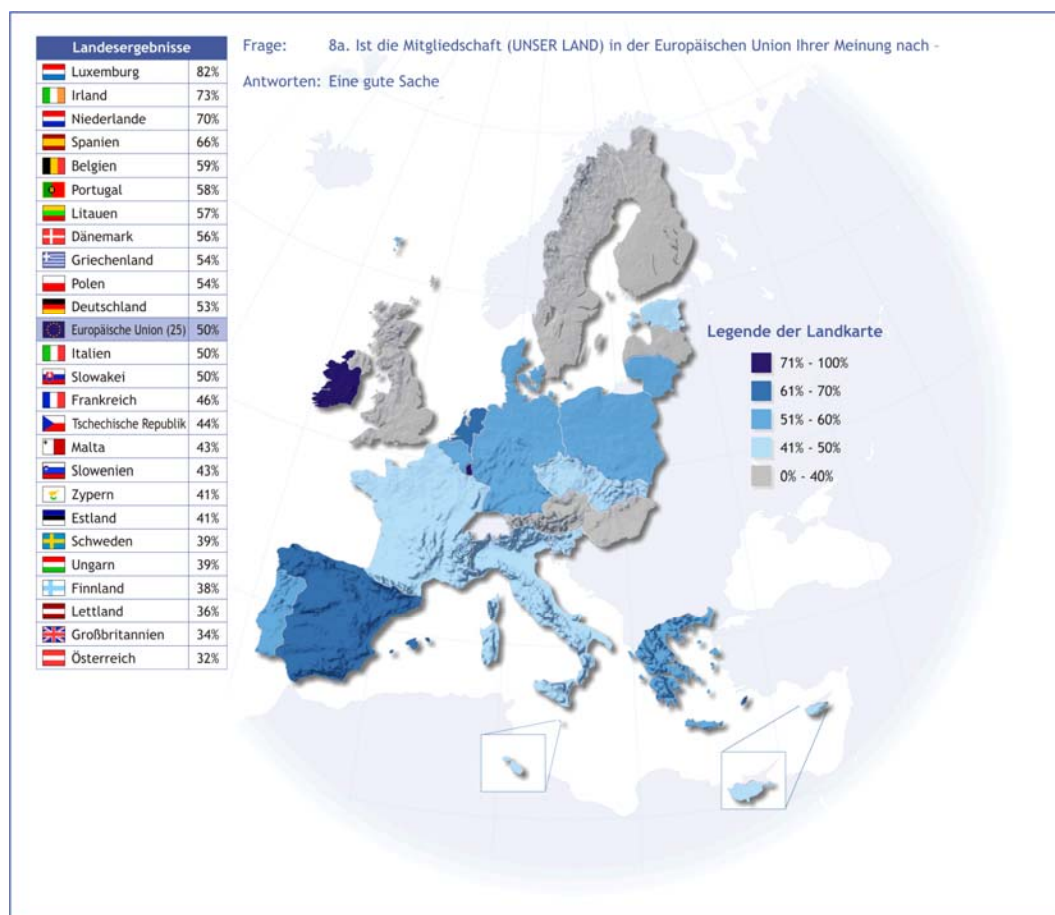 Landesergebnisse
Luxemburg 82%
Irland 73%
Niederlande 70%
Spanien 66%
Belgien 59%
Portugal 58%
Litauen 57%
Dänemark 56%
Griechenland 54%
Polen 54%
Deutschland 53%
Europäische Union (25) 50%
Italien 50%
Slowakei 50%
Frankreich 46%
Tschechische Republik 44%
Malta 43%
Slowenien 43%
Zypern 41%
Estland 41%
Schweden 39%
Ungarn 39%
Finnland 38%
Lettland 36%
Großbritannien 34%
Österreich 32%
Frage: 8a. Ist die Mitgliedschaft (UNSER LAND) in der Europäischen Union Ihrer Meinung nach -
Antworten: Eine gute Sache
Legende der Landkarte
71% - 100%
61% - 70%
51% - 60%
41% - 50%
0% - 40%